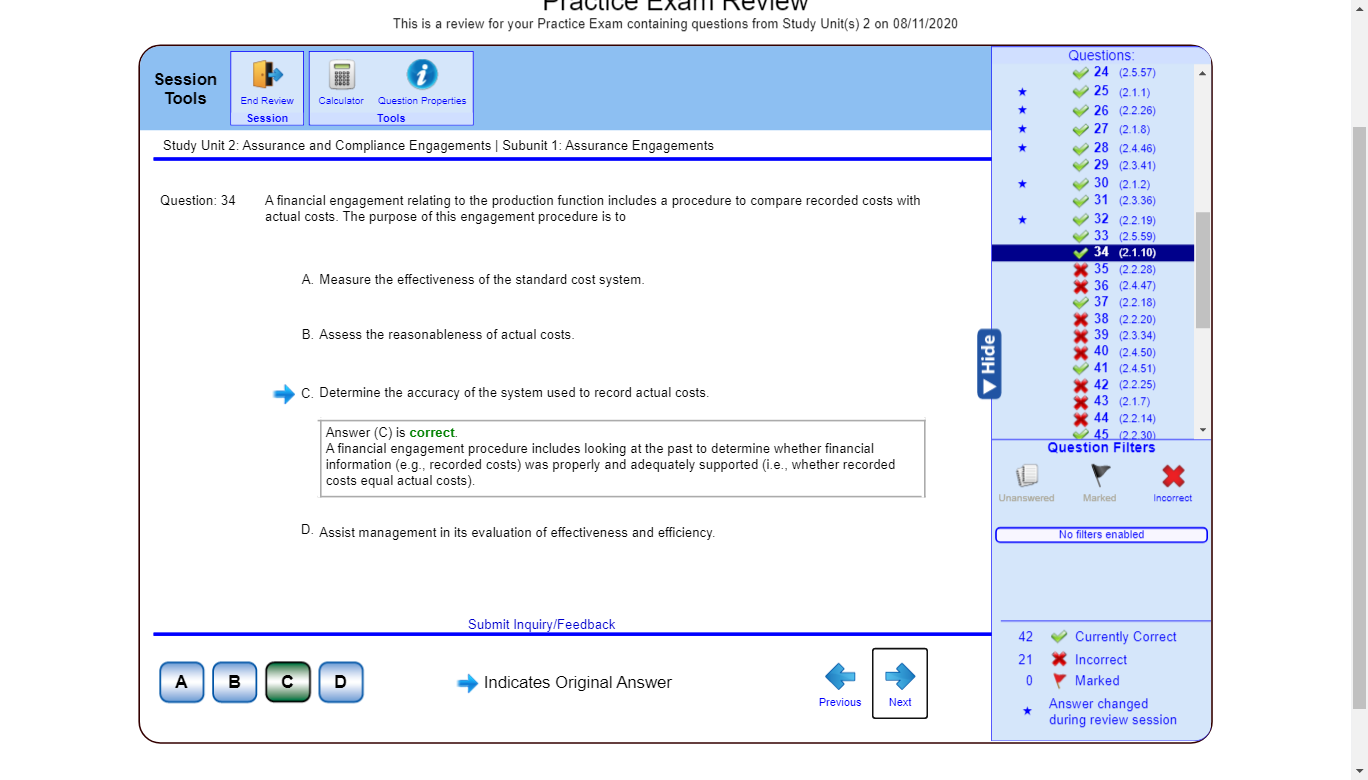 Practice Exam Review
This is a review for your Practice Exam containing questions from Study Unit(s) 2 on 08/11/2020
Session
Tools
End Review
Session
Calculator
Question Properties
Tools
Study Unit 2: Assurance and Compliance Engagements | Subunit 1: Assurance Engagements
Question: 34
A financial engagement relating to the production function includes a procedure to compare recorded costs with
actual costs. The purpose of this engagement procedure is to
A. Measure the effectiveness of the standard cost system.
B. Assess the reasonableness of actual costs.
C. Determine the accuracy of the system used to record actual costs.
Answer (C) is correct.
A financial engagement procedure includes looking at the past to determine whether financial
information (e.g., recorded costs) was properly and adequately supported (i.e., whether recorded
costs equal actual costs).
D. Assist management in its evaluation of effectiveness and efficiency.
Submit Inquiry/Feedback
A B C D
Indicates Original Answer
Previous
Next
Hide
Questions:
24 (2.5.57)
25 (2.1.1)
26 (2.2.26)
27 (2.1.8)
28 (2.4.46)
29 (2.3.41)
30 (2.1.2)
31 (2.3.36)
32 (2.2.19)
33 (2.5.59)
34 (2.1.10)
35 (2.2.28)
36 (2.4.47)
37 (2.2.18)
38 (2.2.20)
39 (2.3.34)
40 (2.4.50)
41 (2.4.51)
42 (2.2.25)
43 (2.1.7)
44 (2.2.14)
45 (2.2.30)
Question Filters
Unanswered
Marked
Incorrect
No filters enabled
42 Currently Correct
21 Incorrect
0 Marked
Answer changed
during review session